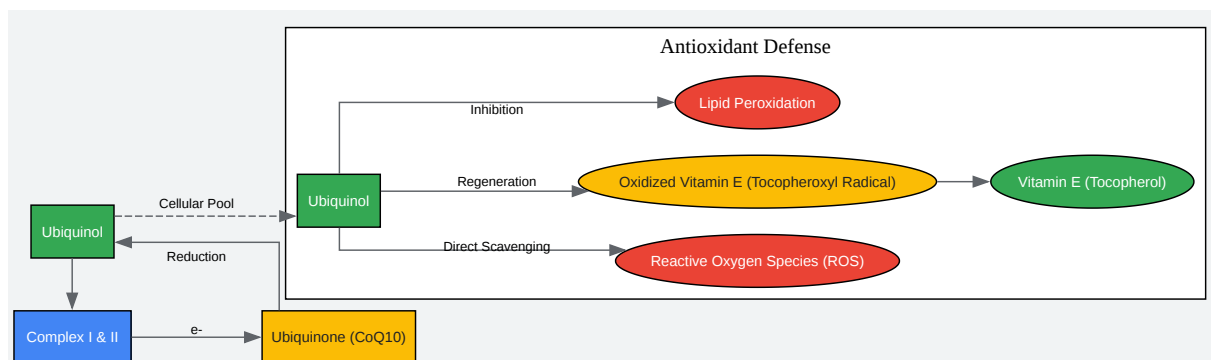 Antioxidant Defense
Lipid Peroxidation
Inhibition
Regeneration
Oxidized Vitamin E (Tocopheroxyl Radical)
Vitamin E (Tocopherol)
Ubiquinol
Cellular Pool
Ubiquinol
Direct Scavenging
Reactive Oxygen Species (ROS)
Reduction
Complex I & II
e-
Ubiquinone (CoQ10)